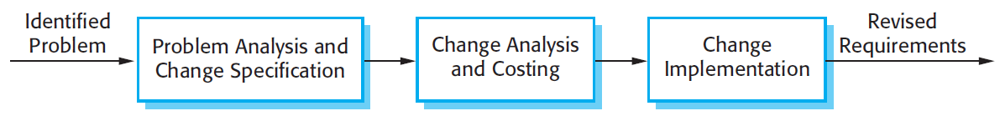 Identified
Problem
Problem Analysis and
Change Specification
Change Analysis
and Costing
Change
Implementation
Revised
Requirements